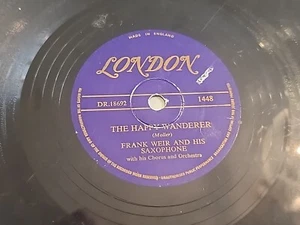 MADE IN ENGLAND
LONDON
DR.18692
1448
THE HAPPY WANDERER
(Moller)
FRANK WEIR AND HIS
SAXOPHONE
with his Chorus and Orchestra